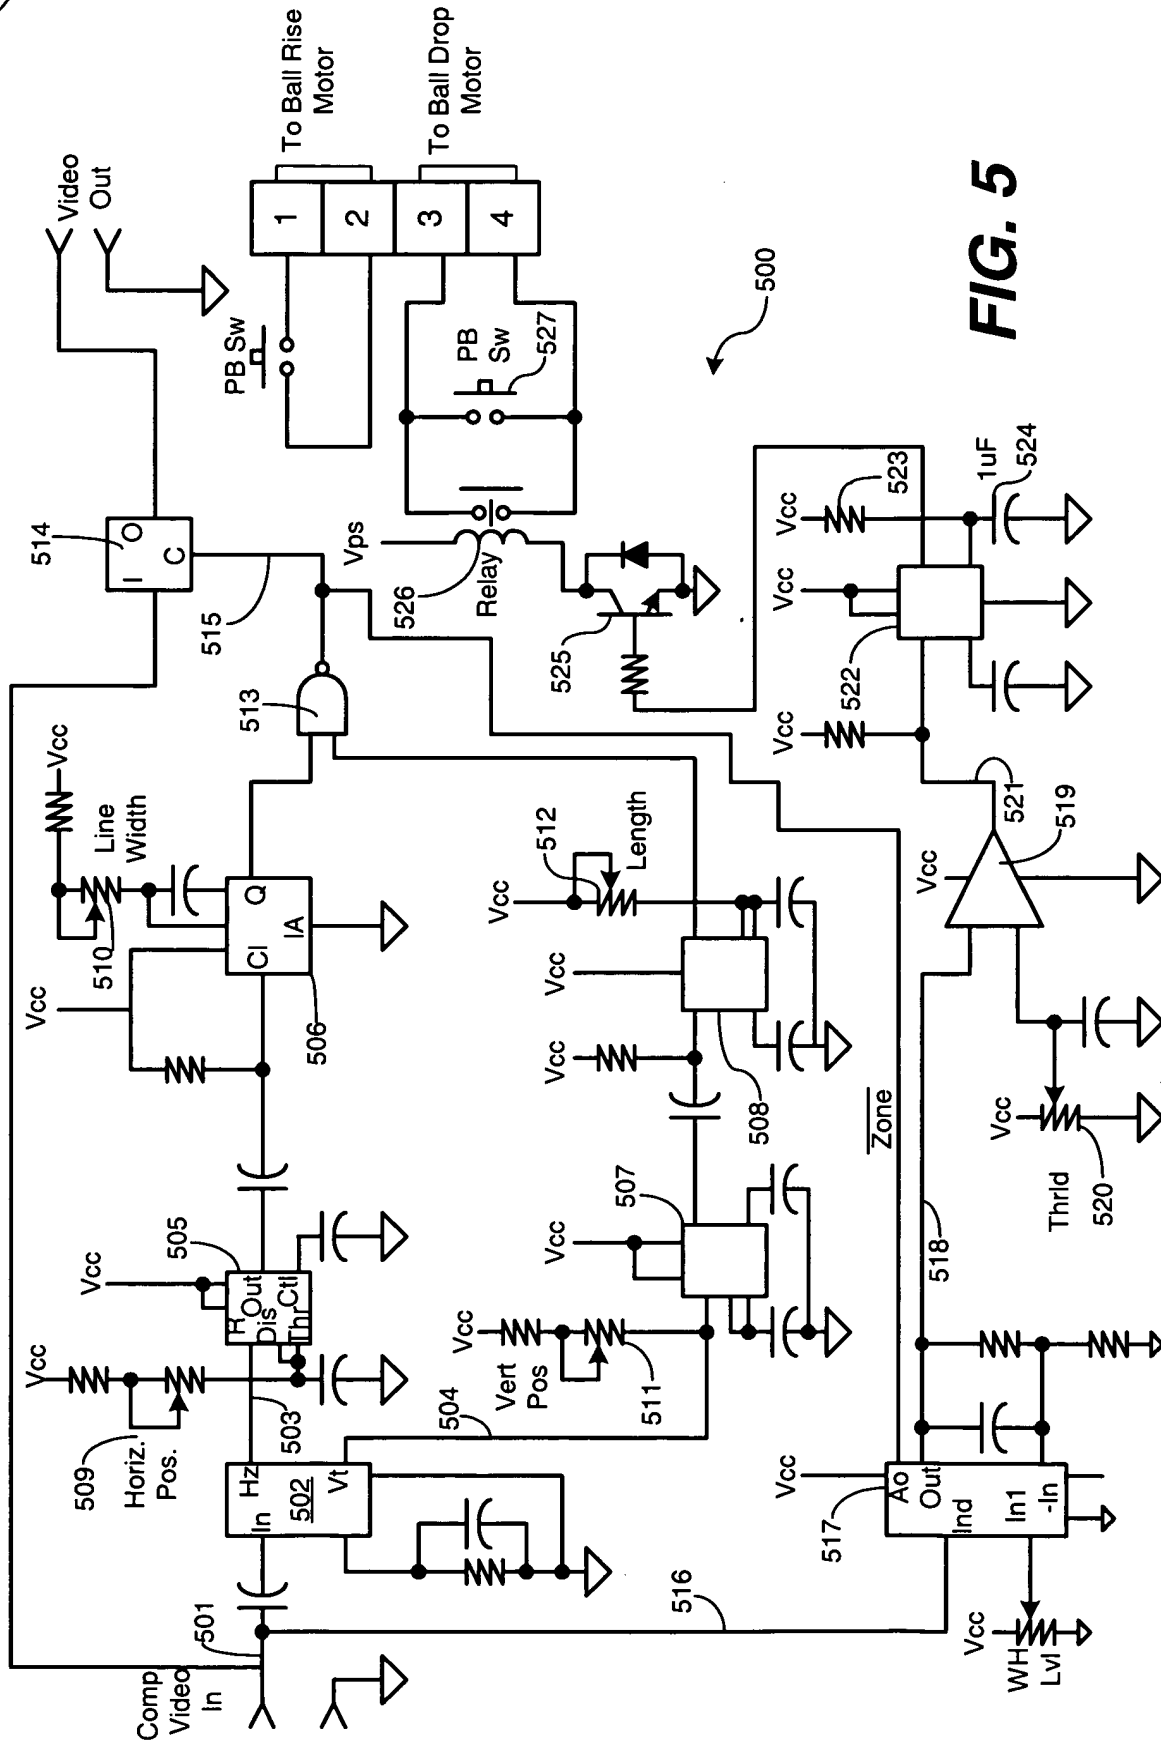 Comp
Video
In
501
Video
Out
514
I
O
C
515
Vcc
509
Horiz.
Pos.
503
In
Hz
502
Vt
504
Vcc
505
R
Out
Dis
Thr
Ctl
Vcc
510
Line
Width
Vcc
Cl
Q
IA
506
513
PB Sw
1
2
3
4
To Ball Rise
Motor
To Ball Drop
Motor
PB
Sw
527
Vps
526
Relay
525
Vcc
Vert
Pos
511
Vcc
507
Vcc
Vcc
508
Vcc
512
Length
Zone
516
Vcc
517
Ao
Out
Ind
In1
-In
Vcc
WH
Lvl
518
Vcc
Thrld
520
Vcc
519
521
Vcc
522
Vcc
Vcc
523
1uF
524
500
FIG. 5